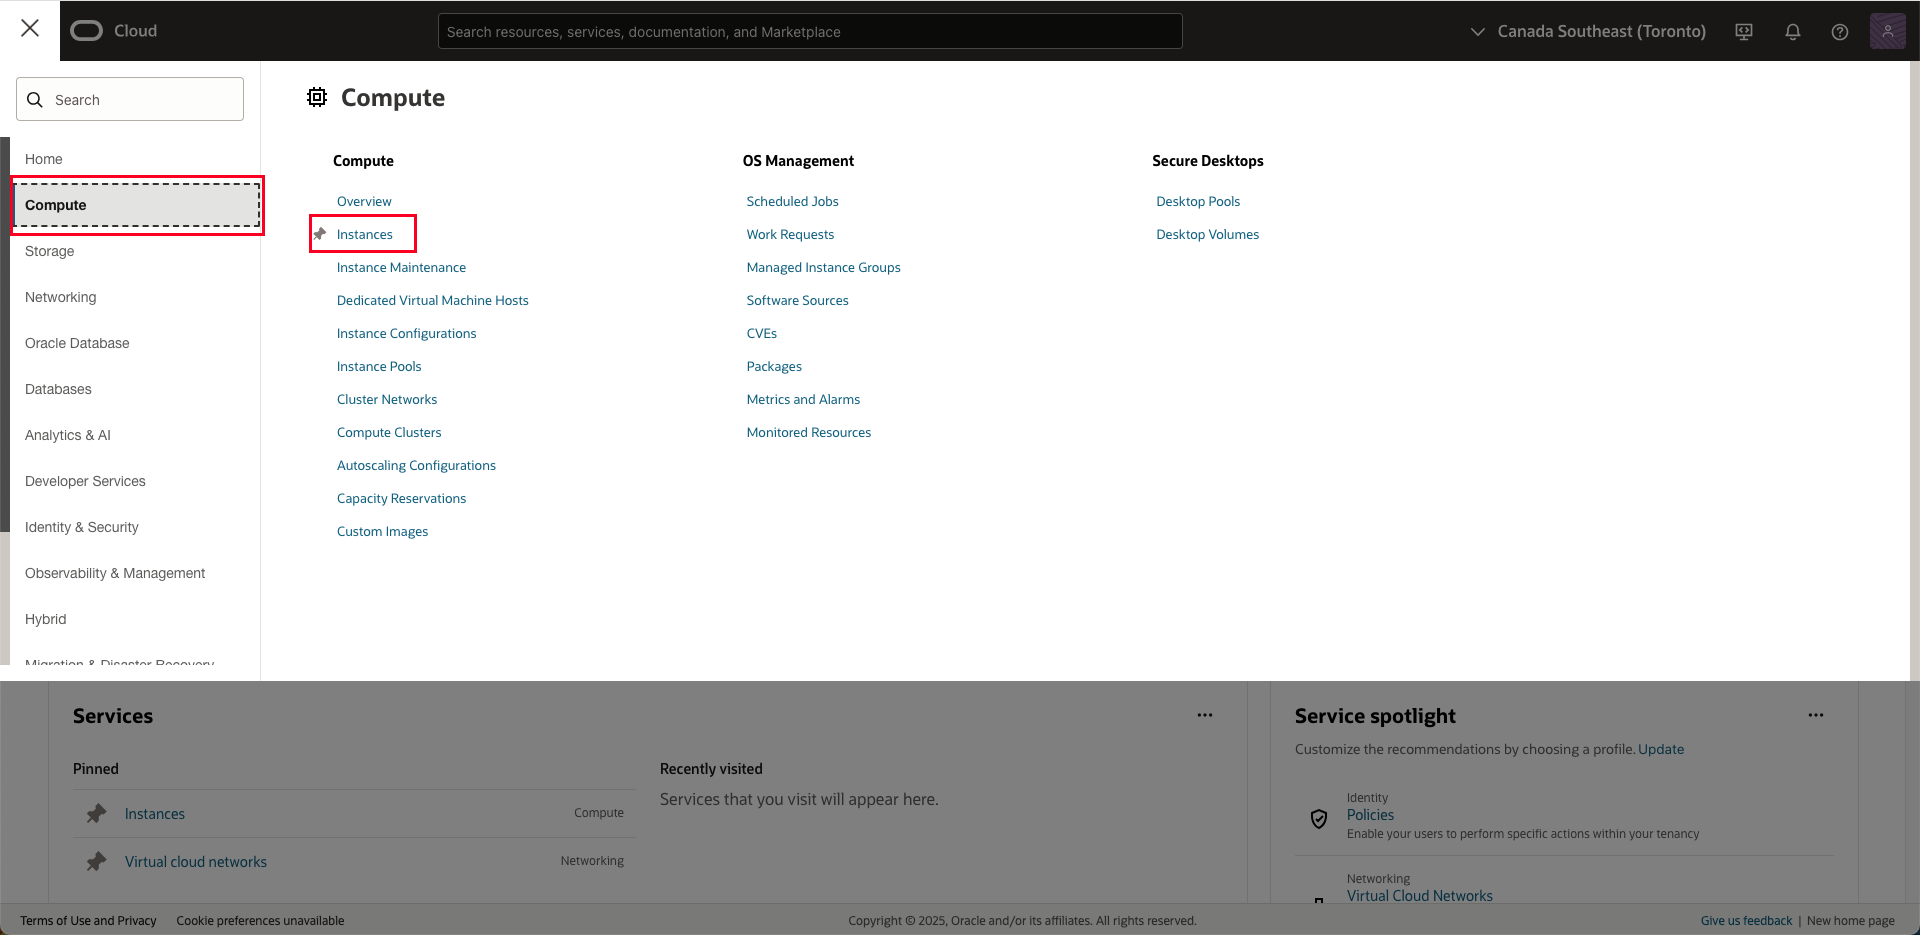 Cloud
Search resources, services, documentation, and Marketplace
Canada Southeast (Toronto)
Search
Home
Compute
Storage
Networking
Oracle Database
Databases
Analytics & AI
Developer Services
Identity & Security
Observability & Management
Hybrid
Migration & Disaster Recovery
Compute
Compute
Overview
Instances
Instance Maintenance
Dedicated Virtual Machine Hosts
Instance Configurations
Instance Pools
Cluster Networks
Compute Clusters
Autoscaling Configurations
Capacity Reservations
Custom Images
OS Management
Scheduled Jobs
Work Requests
Managed Instance Groups
Software Sources
CVEs
Packages
Metrics and Alarms
Monitored Resources
Secure Desktops
Desktop Pools
Desktop Volumes
Services
Pinned
Instances Compute
Virtual cloud networks Networking
Recently visited
Services that you visit will appear here.
Service spotlight
Customize the recommendations by choosing a profile. Update
Identity
Policies
Enable your users to perform specific actions within your tenancy
Networking
Virtual Cloud Networks
Terms of Use and Privacy Cookie preferences unavailable
Copyright © 2025, Oracle and/or its affiliates. All rights reserved.
Give us feedback | New home page